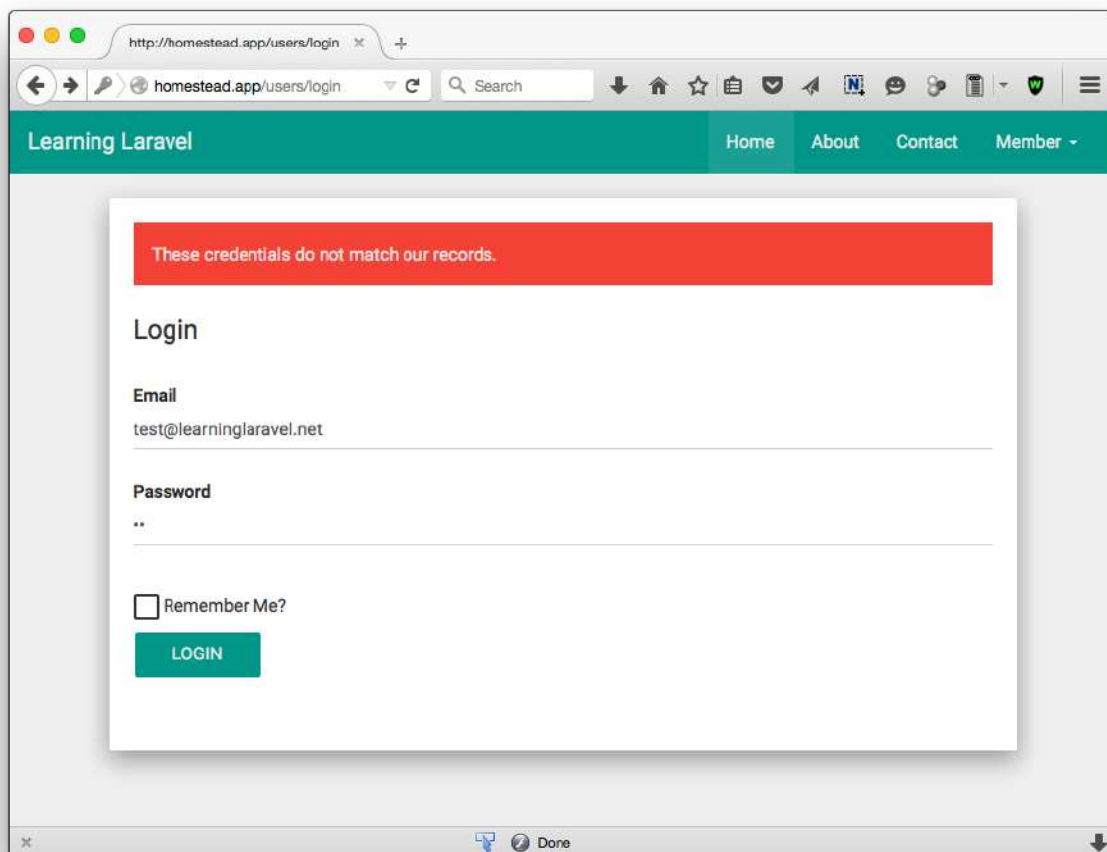 http://homestead.app/users/login
homestead.app/users/login
Search
Learning Laravel
Home
About
Contact
Member
These credentials do not match our records.
Login
Email
test@learninglaravel.net
Password
••
Remember Me?
LOGIN
Done